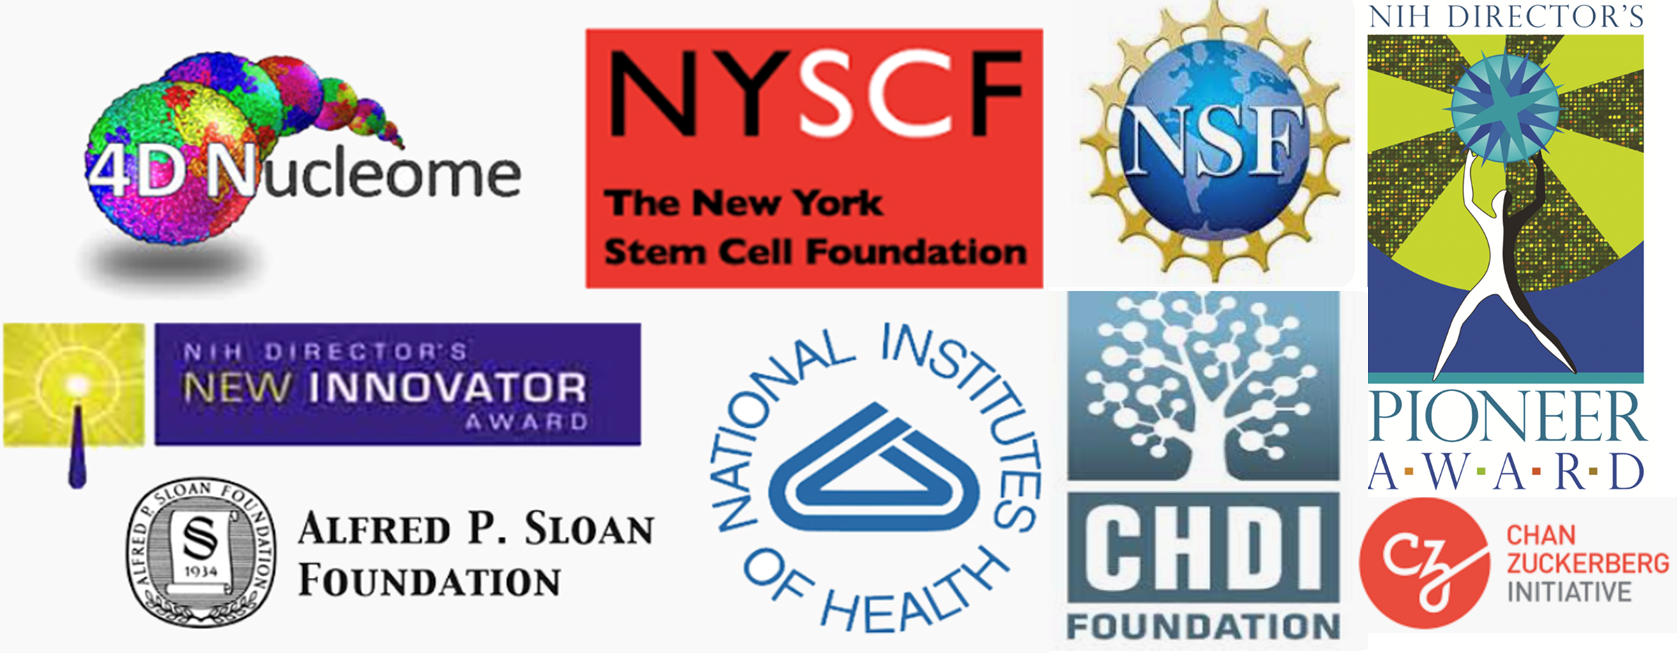 4D Nucleome
NYSCF
The New York
Stem Cell Foundation
NSF
NIH DIRECTOR'S
PIONEER
A·W·A·R·D
NIH DIRECTOR'S
NEW INNOVATOR
AWARD
ALFRED P. SLOAN FOUNDATION
S
1934
ALFRED P. SLOAN
FOUNDATION
NATIONAL INSTITUTES
OF HEALTH
CHDI
FOUNDATION
cz
CHAN
ZUCKERBERG
INITIATIVE